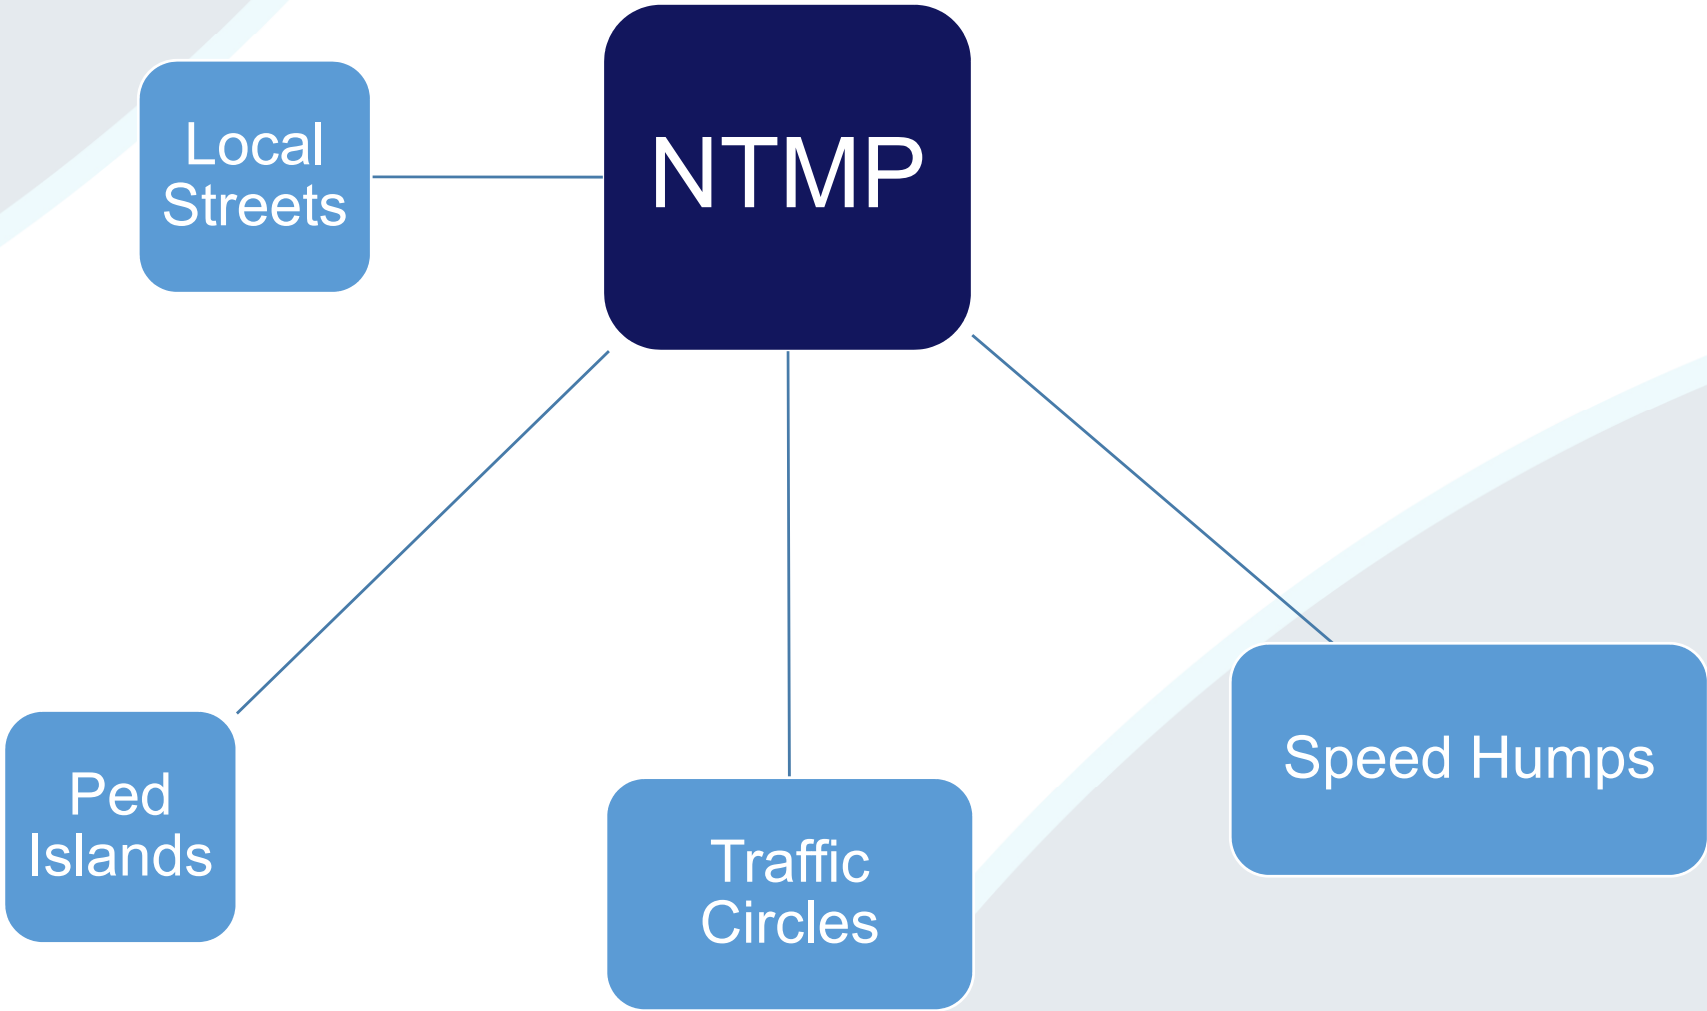 NTMP
Local
Streets
Ped
Islands
Traffic
Circles
Speed Humps